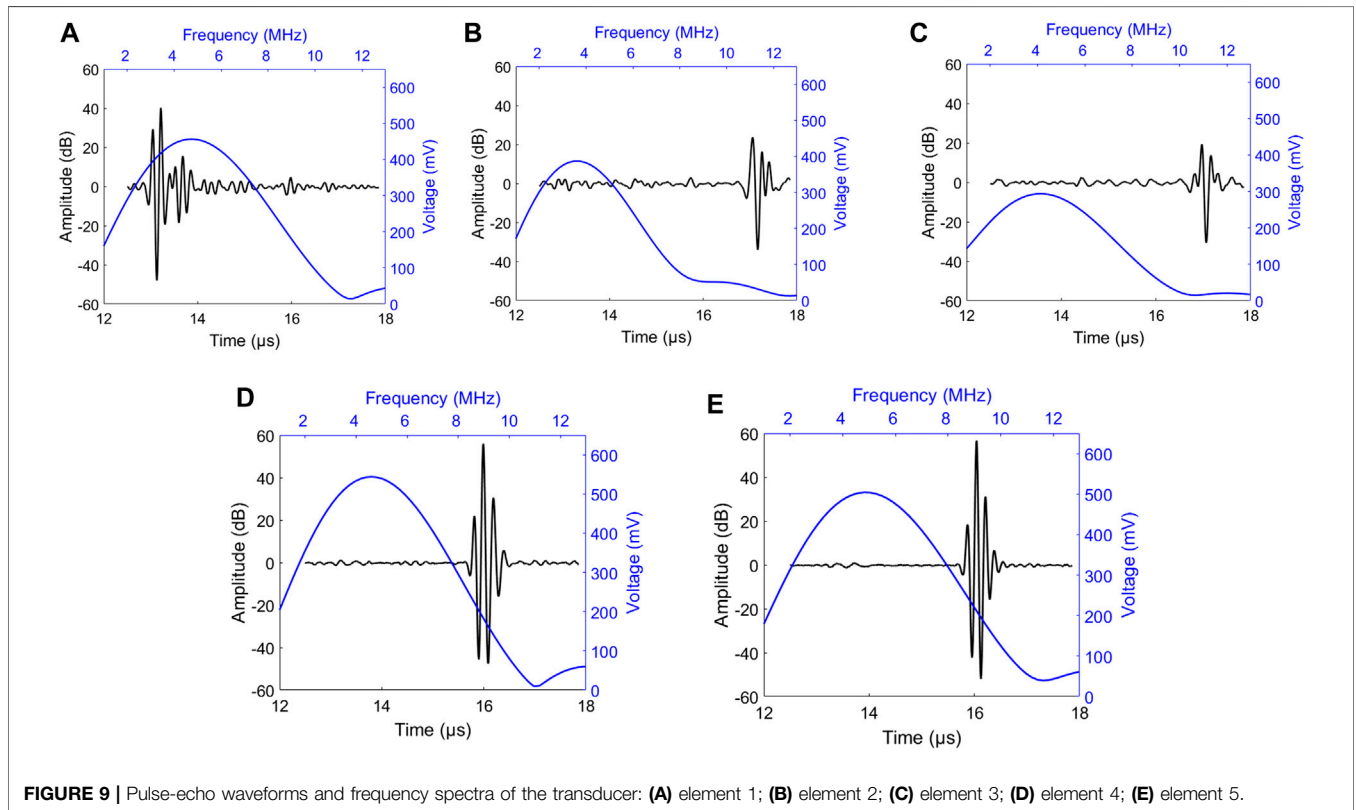 A
Frequency (MHz)
2 4 6 8 10 12
60
40
20
0
-20
-40
-60
Amplitude (dB)
600
500
400
300
200
100
0
Voltage (mV)
12 14 16 18
Time (µs)
B
Frequency (MHz)
2 4 6 8 10 12
60
40
20
0
-20
-40
-60
Amplitude (dB)
600
500
400
300
200
100
0
Voltage (mV)
12 14 16 18
Time (µs)
C
Frequency (MHz)
2 4 6 8 10 12
60
40
20
0
-20
-40
-60
Amplitude (dB)
600
500
400
300
200
100
0
Voltage (mV)
12 14 16 18
Time (µs)
D
Frequency (MHz)
2 4 6 8 10 12
60
40
20
0
-20
-40
-60
Amplitude (dB)
600
500
400
300
200
100
0
Voltage (mV)
12 14 16 18
Time (µs)
E
Frequency (MHz)
2 4 6 8 10 12
60
40
20
0
-20
-40
-60
Amplitude (dB)
600
500
400
300
200
100
0
Voltage (mV)
12 14 16 18
Time (µs)
FIGURE 9 | Pulse-echo waveforms and frequency spectra of the transducer: (A) element 1; (B) element 2; (C) element 3; (D) element 4; (E) element 5.